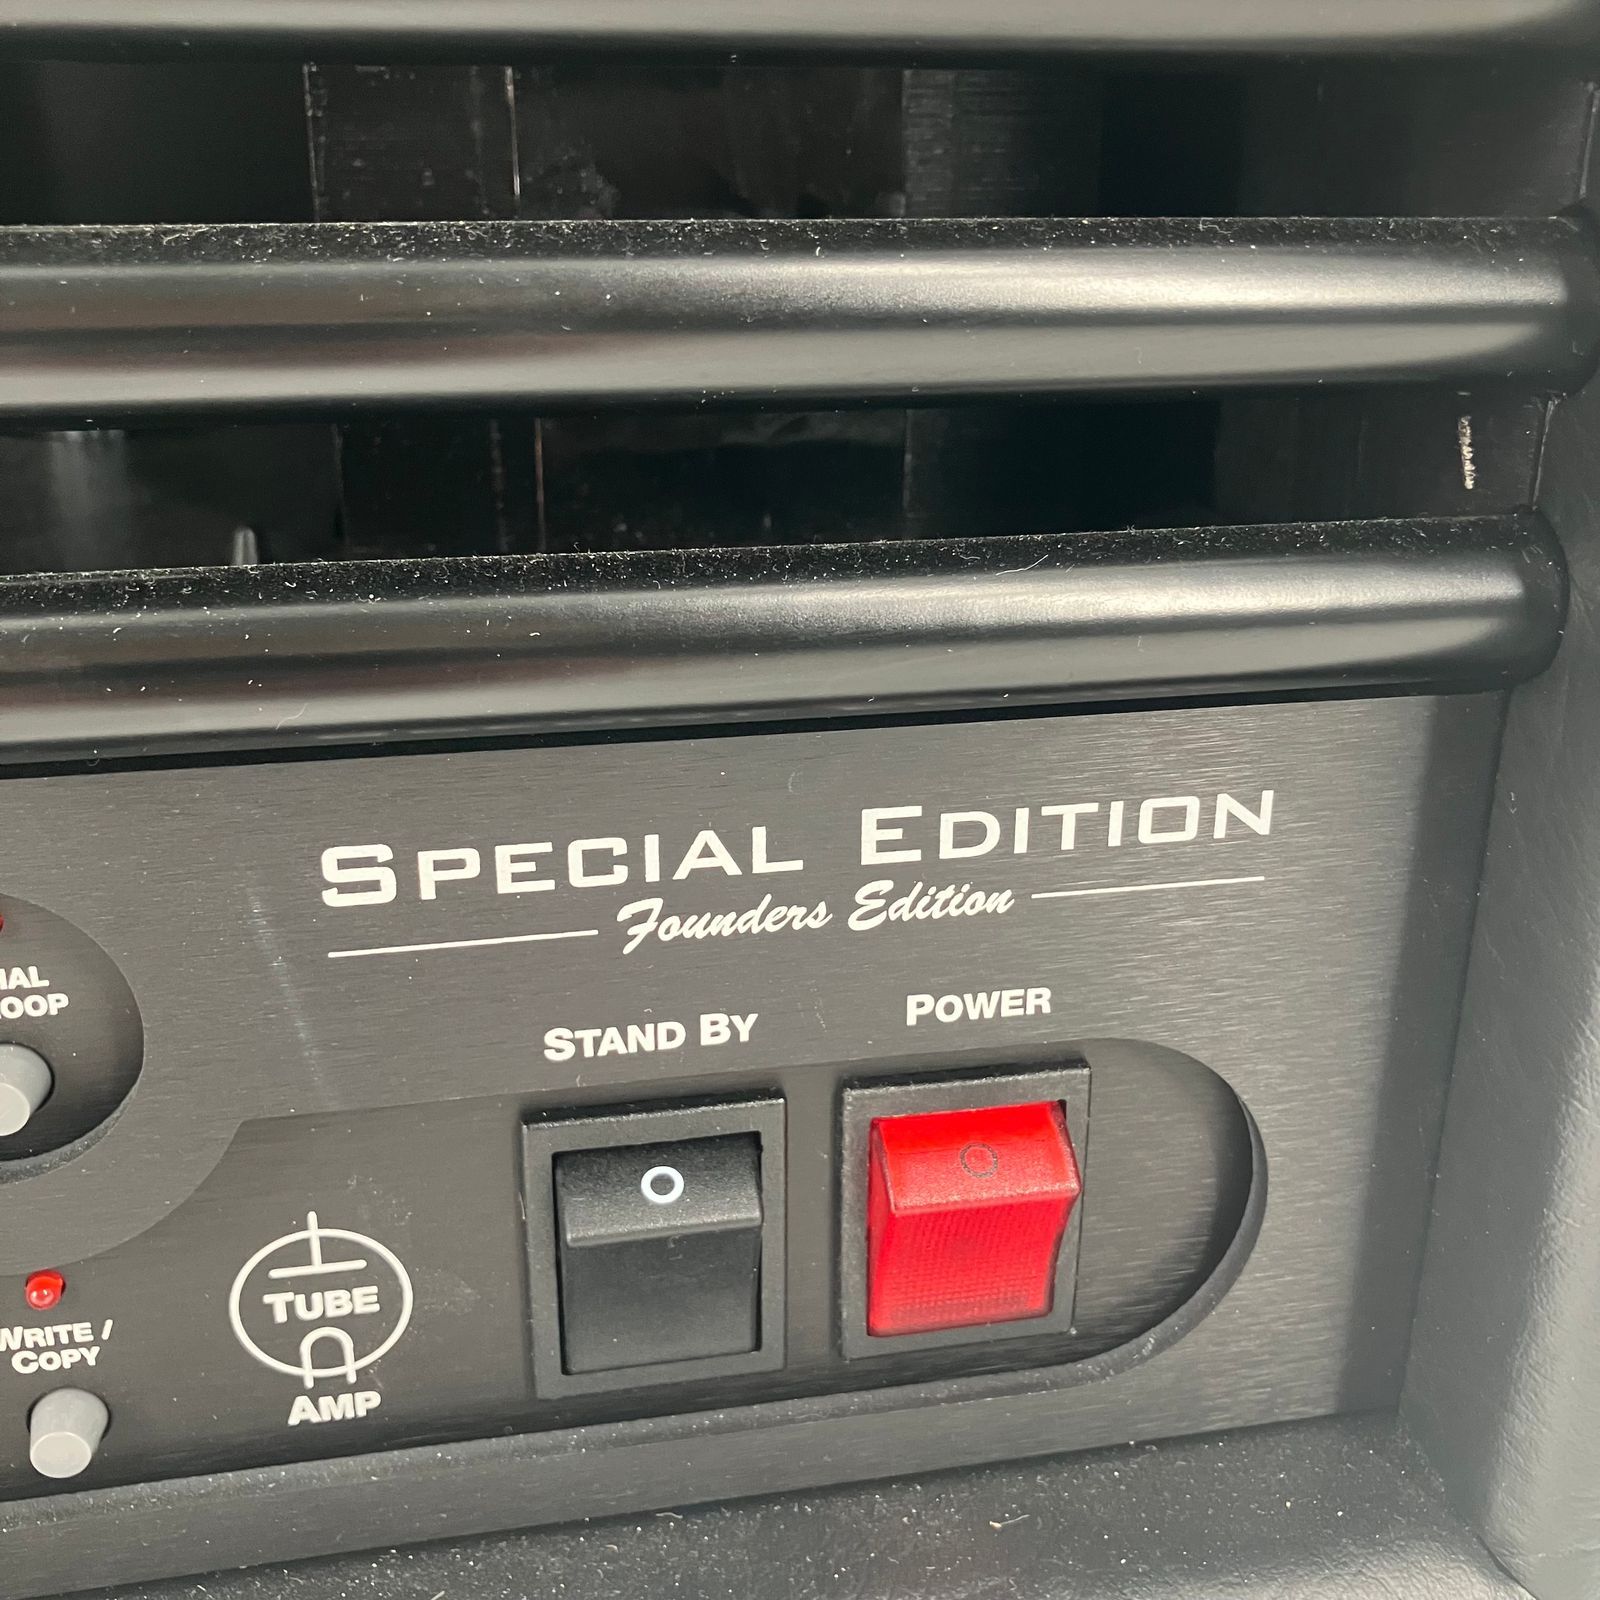 SPECIAL EDITION
Founders Edition
STAND BY
POWER
WRITE /
COPY
TUBE
AMP